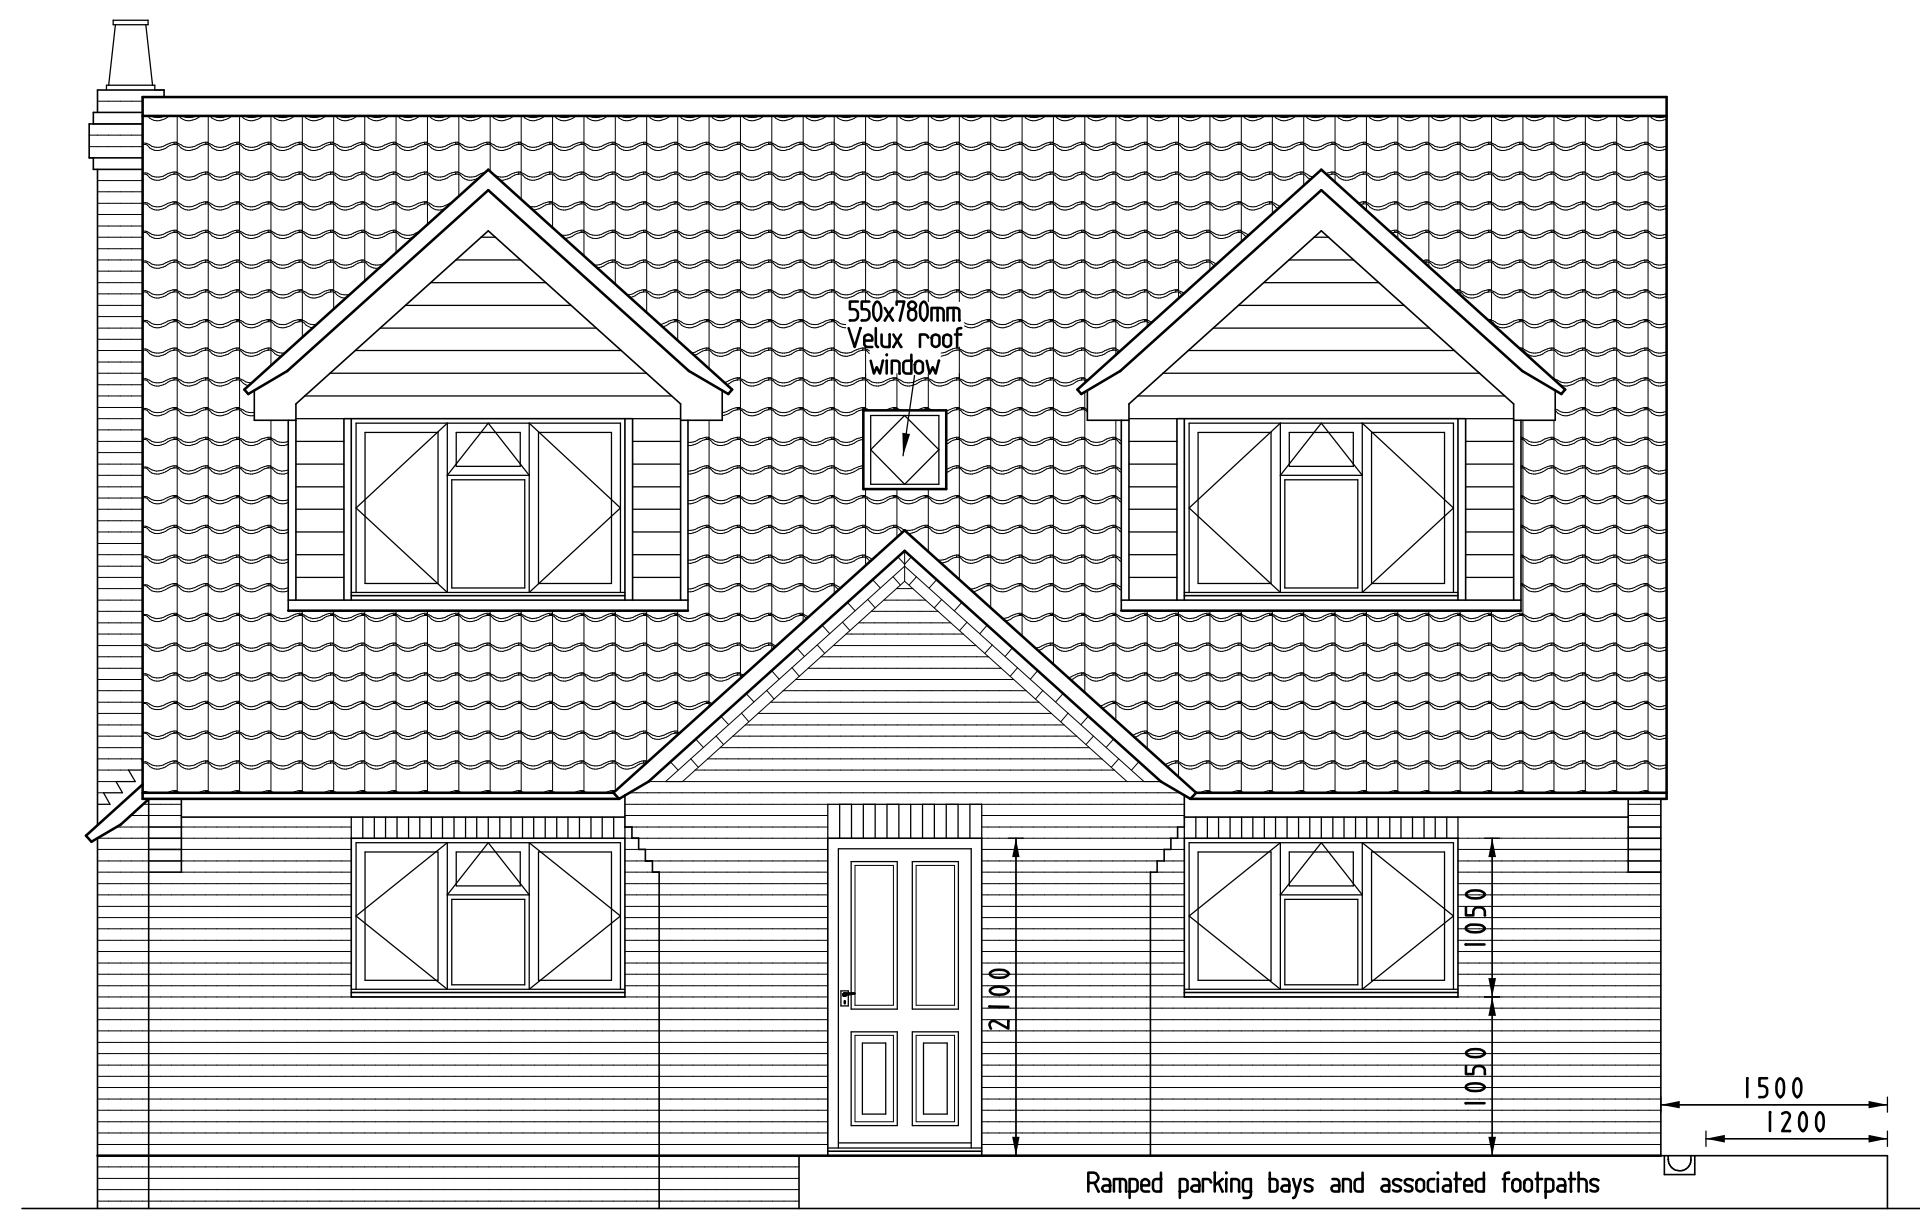 550x780mm
Velux roof
window
1050
2100
1050
1500
1200
Ramped parking bays and associated footpaths